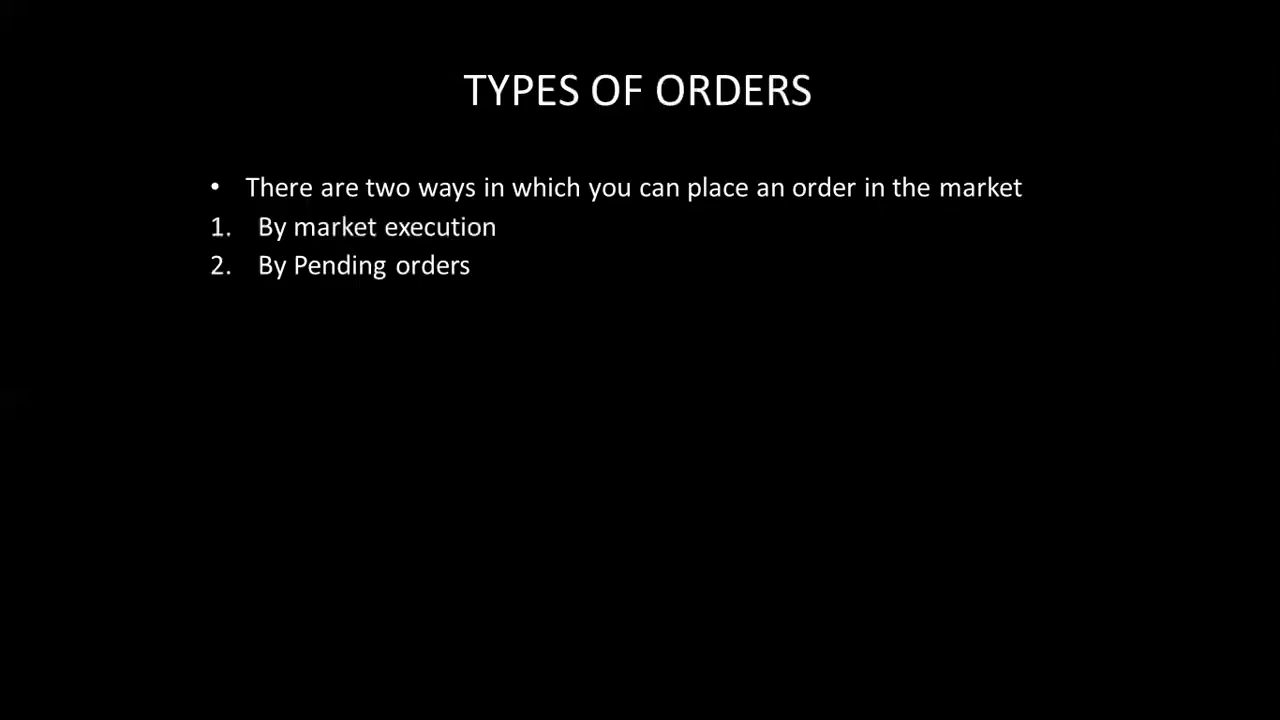 TYPES OF ORDERS
• There are two ways in which you can place an order in the market
1. By market execution
2. By Pending orders